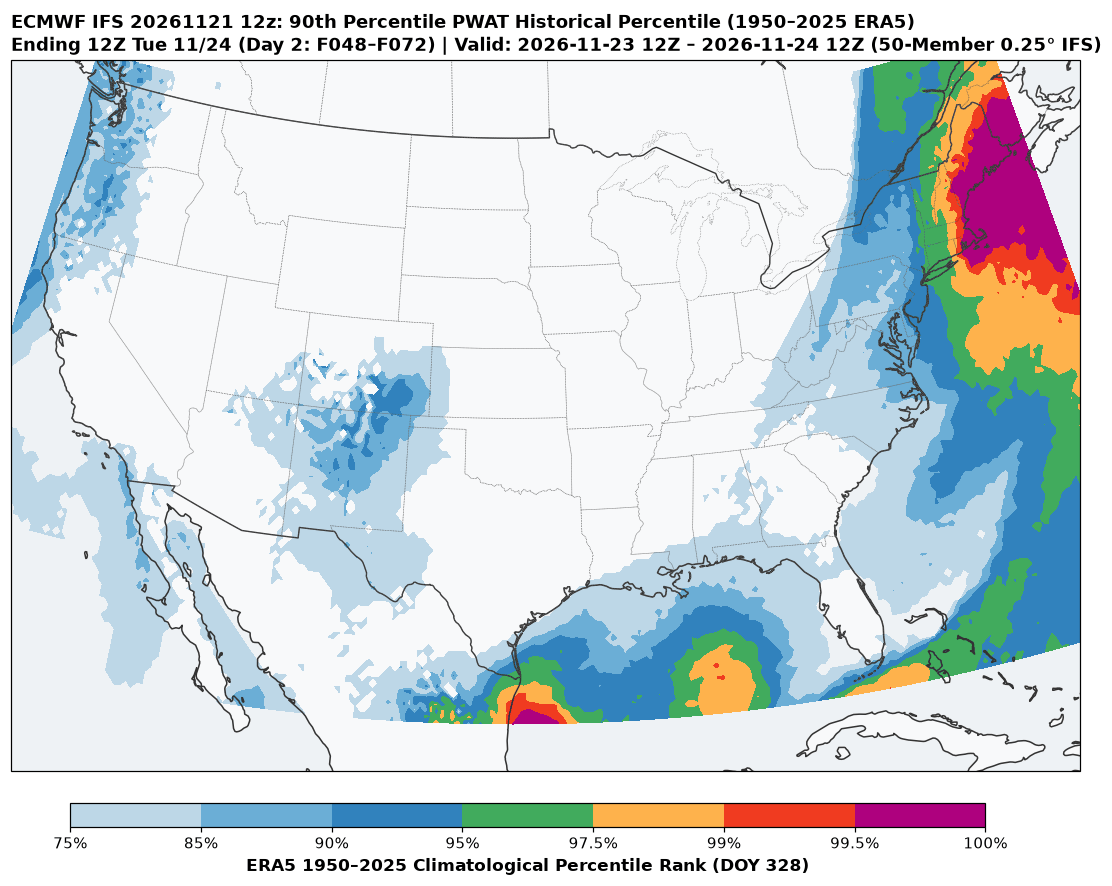 ECMWF IFS 20261121 12z: 90th Percentile PWAT Historical Percentile (1950–2025 ERA5)
Ending 12Z Tue 11/24 (Day 2: F048–F072) | Valid: 2026-11-23 12Z – 2026-11-24 12Z (50-Member 0.25° IFS)
75% 85% 90% 95% 97.5% 99% 99.5% 100%
ERA5 1950–2025 Climatological Percentile Rank (DOY 328)